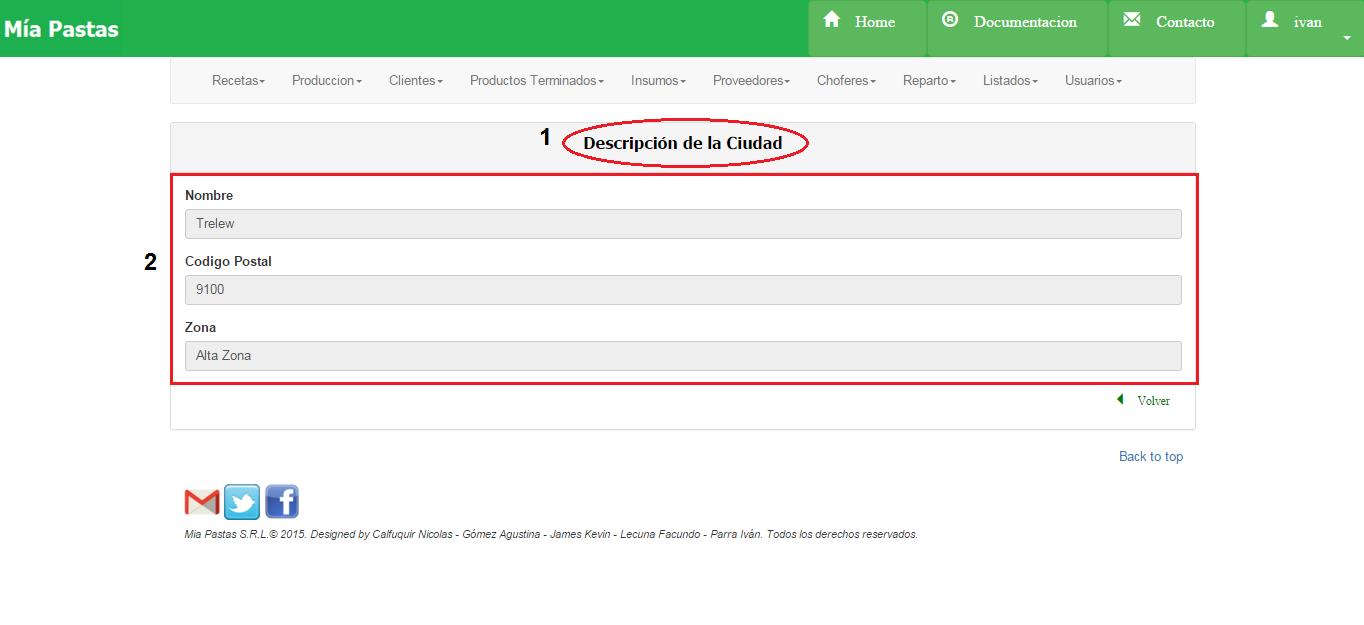 Mía Pastas
Home Documentacion Contacto ivan
Recetas Produccion Clientes Productos Terminados Insumos Proveedores Choferes Reparto Listados Usuarios
1 Descripción de la Ciudad
Nombre
Trelew
2
Codigo Postal
9100
Zona
Alta Zona
Volver
Back to top
Mia Pastas S.R.L.© 2015. Designed by Calfuquir Nicolas - Gómez Agustina - James Kevin - Lecuna Facundo - Parra Iván. Todos los derechos reservados.